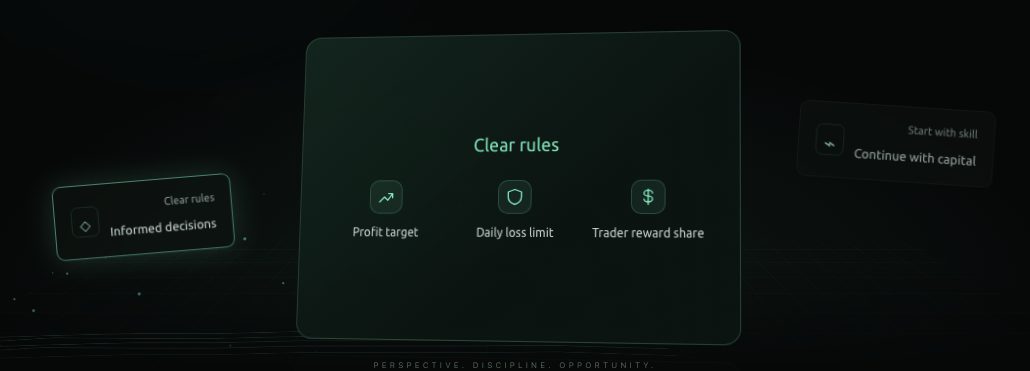 Clear rules
Profit target
Daily loss limit
Trader reward share
Clear rules
Informed decisions
Start with skill
Continue with capital
PERSPECTIVE. DISCIPLINE. OPPORTUNITY.